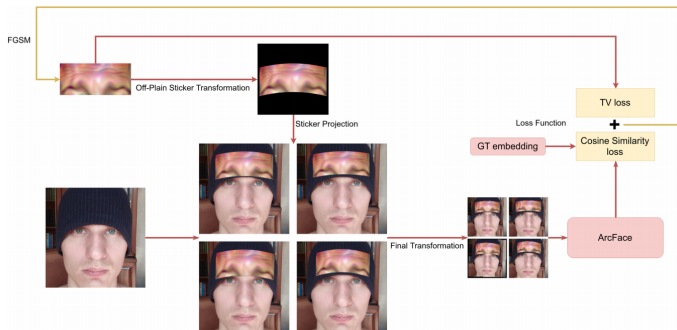 FGSM
Off-Plain Sticker Transformation
TV loss
Sticker Projection
Loss Function
GT embedding
Cosine Similarity
loss
Final Transformation
ArcFace